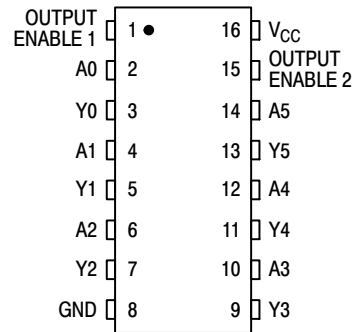 OUTPUT
ENABLE 1 1 16 VCC
A0 2 15 OUTPUT
ENABLE 2
Y0 3 14 A5
A1 4 13 Y5
Y1 5 12 A4
A2 6 11 Y4
Y2 7 10 A3
GND 8 9 Y3